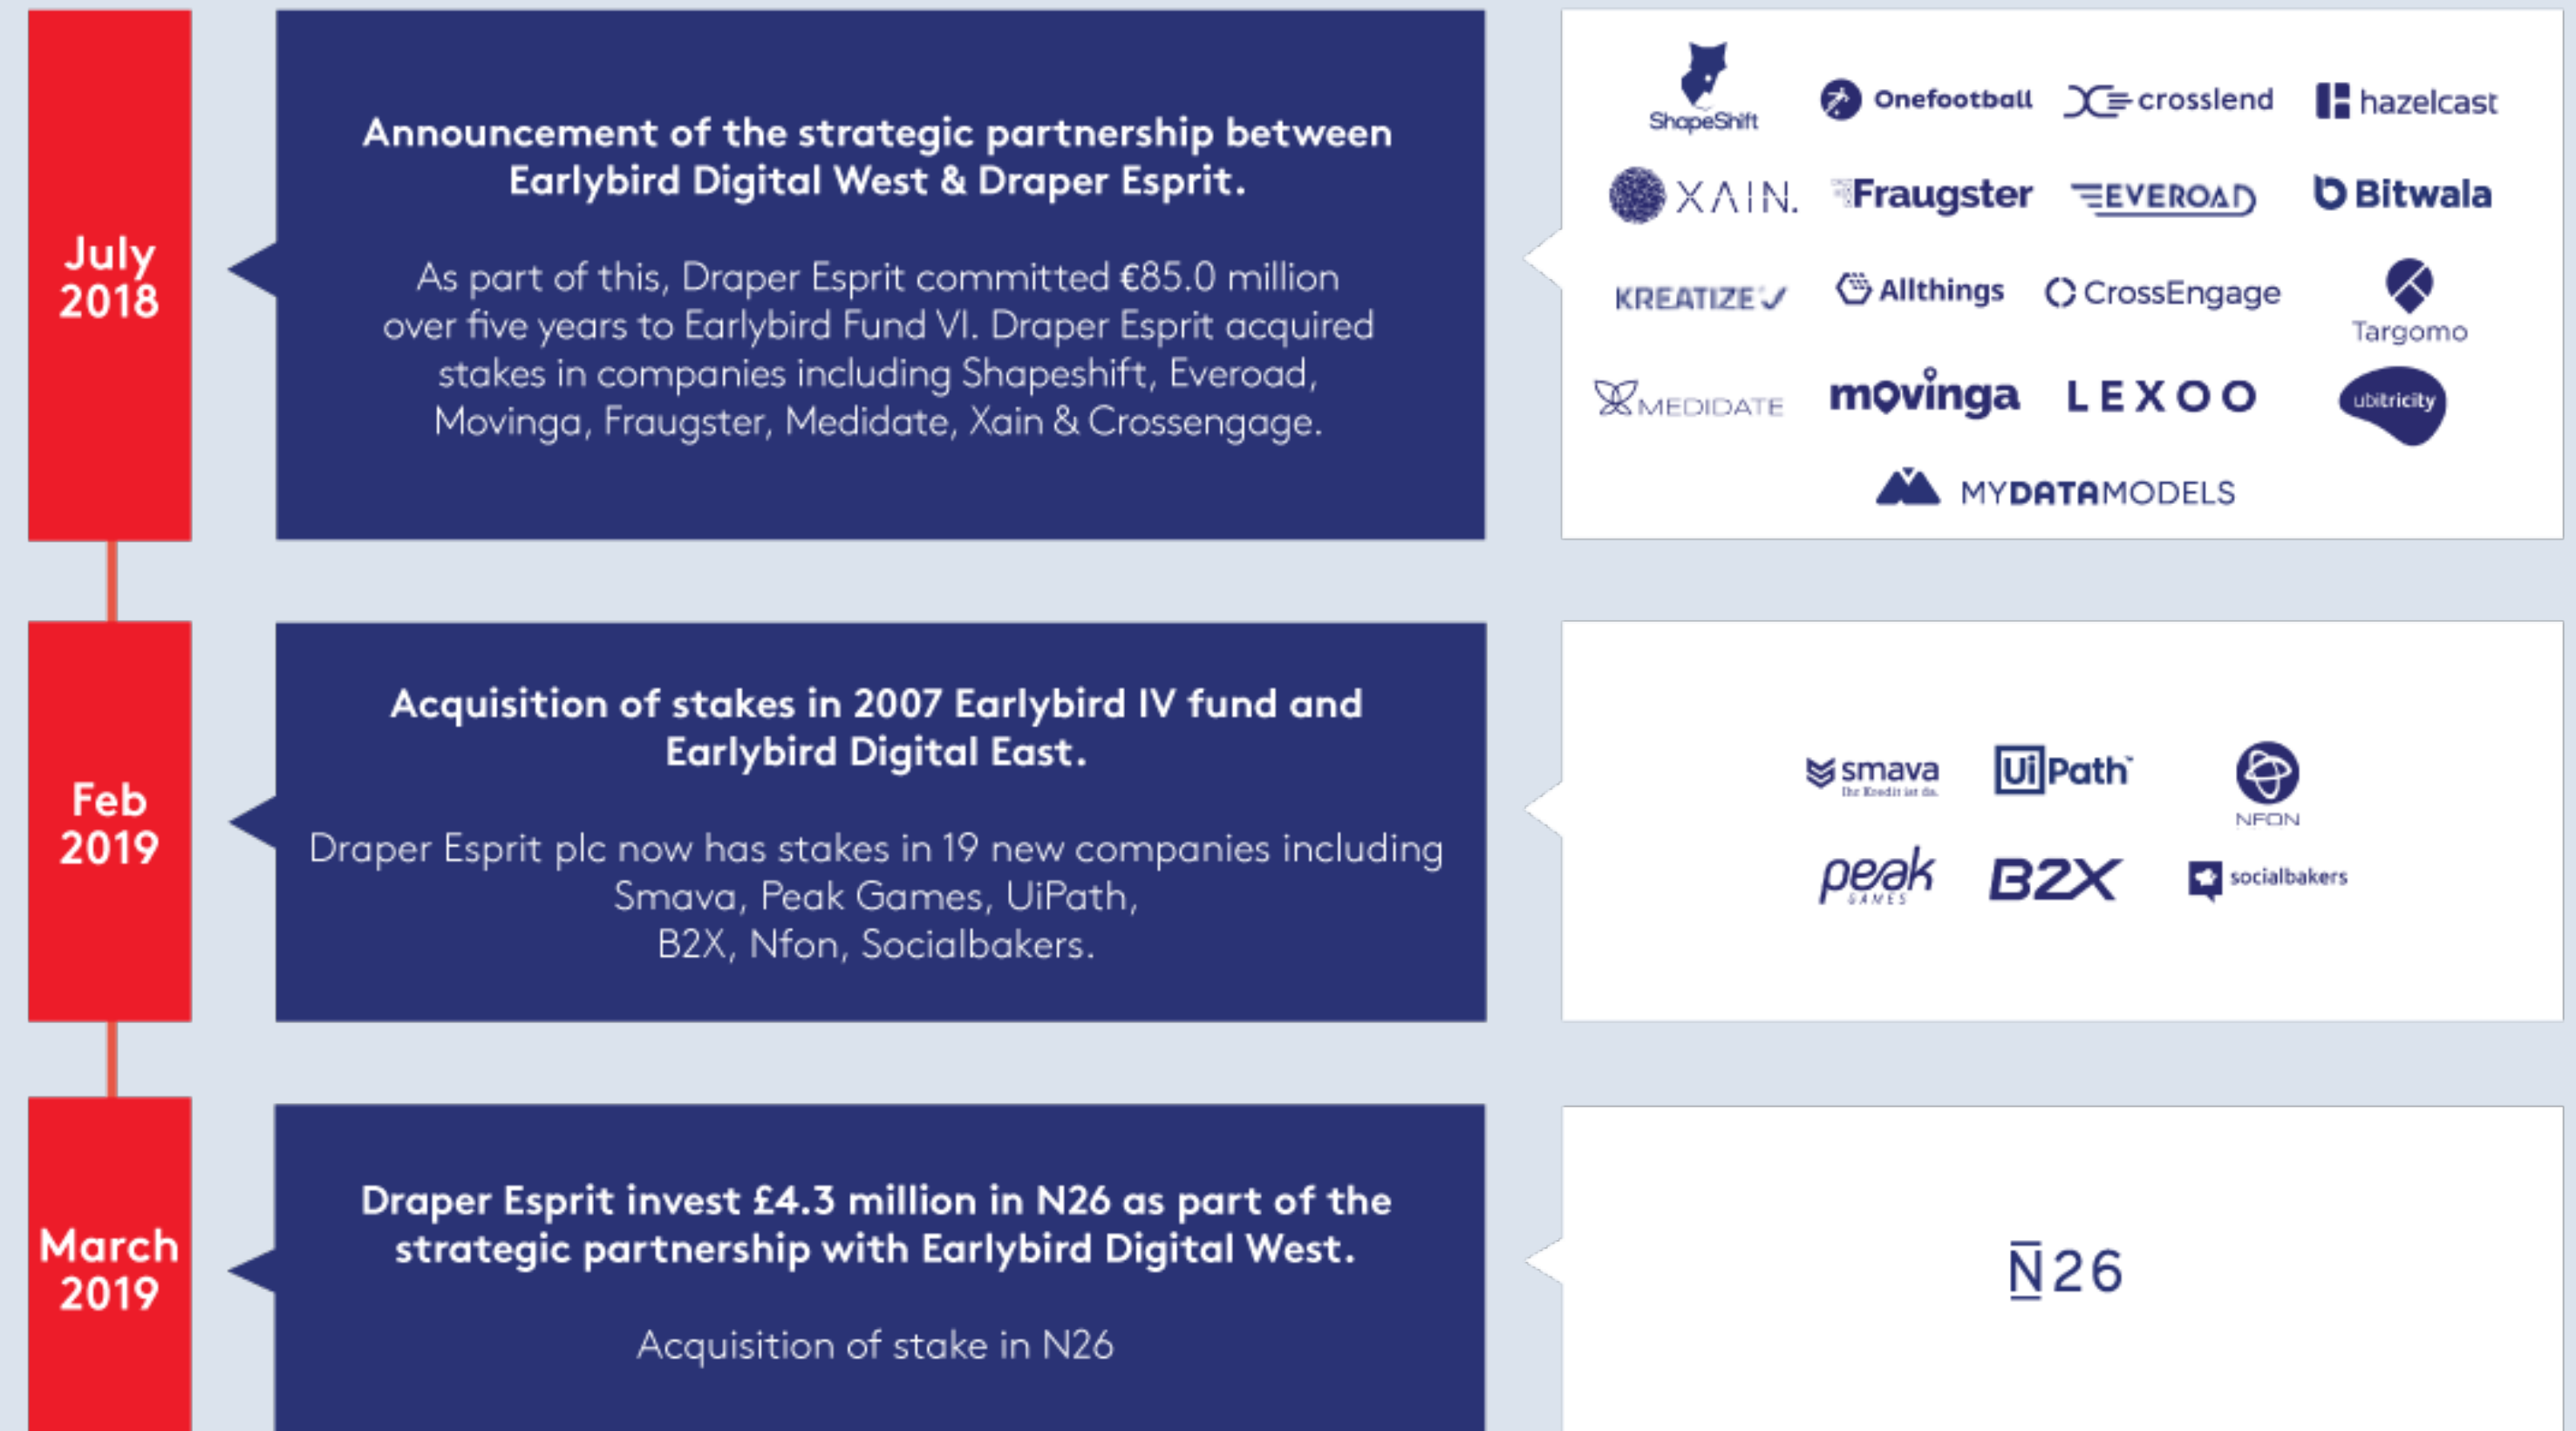 July
2018
Announcement of the strategic partnership between
Earlybird Digital West & Draper Esprit.
As part of this, Draper Esprit committed €85.0 million
over five years to Earlybird Fund VI. Draper Esprit acquired
stakes in companies including Shapeshift, Everoad,
Movinga, Fraugster, Medidate, Xain & Crossengage.
ShapeShift
Onefootball
crosslend
hazelcast
XAIN.
Fraugster
EVEROAD
Bitwala
KREATIZE
Allthings
CrossEngage
Targomo
MEDIDATE
movinga
LEXOO
ubitricity
MYDATAMODELS
Feb
2019
Acquisition of stakes in 2007 Earlybird IV fund and
Earlybird Digital East.
Draper Esprit plc now has stakes in 19 new companies including
Smava, Peak Games, UiPath,
B2X, Nfon, Socialbakers.
smava
Ihr Kredit ist da.
UiPath™
NFON
peak
GAMES
B2X
socialbakers
March
2019
Draper Esprit invest £4.3 million in N26 as part of the
strategic partnership with Earlybird Digital West.
Acquisition of stake in N26
N26